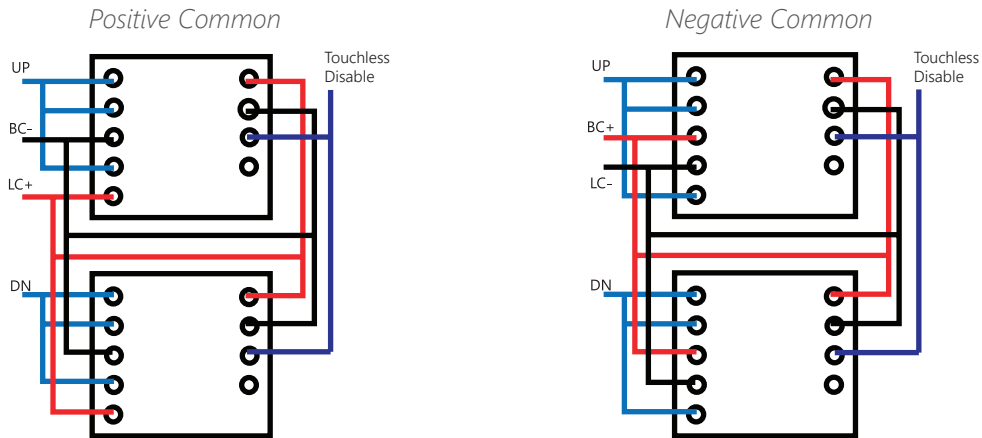 Positive Common
Touchless
Disable
UP
BC-
LC+
DN
Negative Common
Touchless
Disable
UP
BC+
LC-
DN